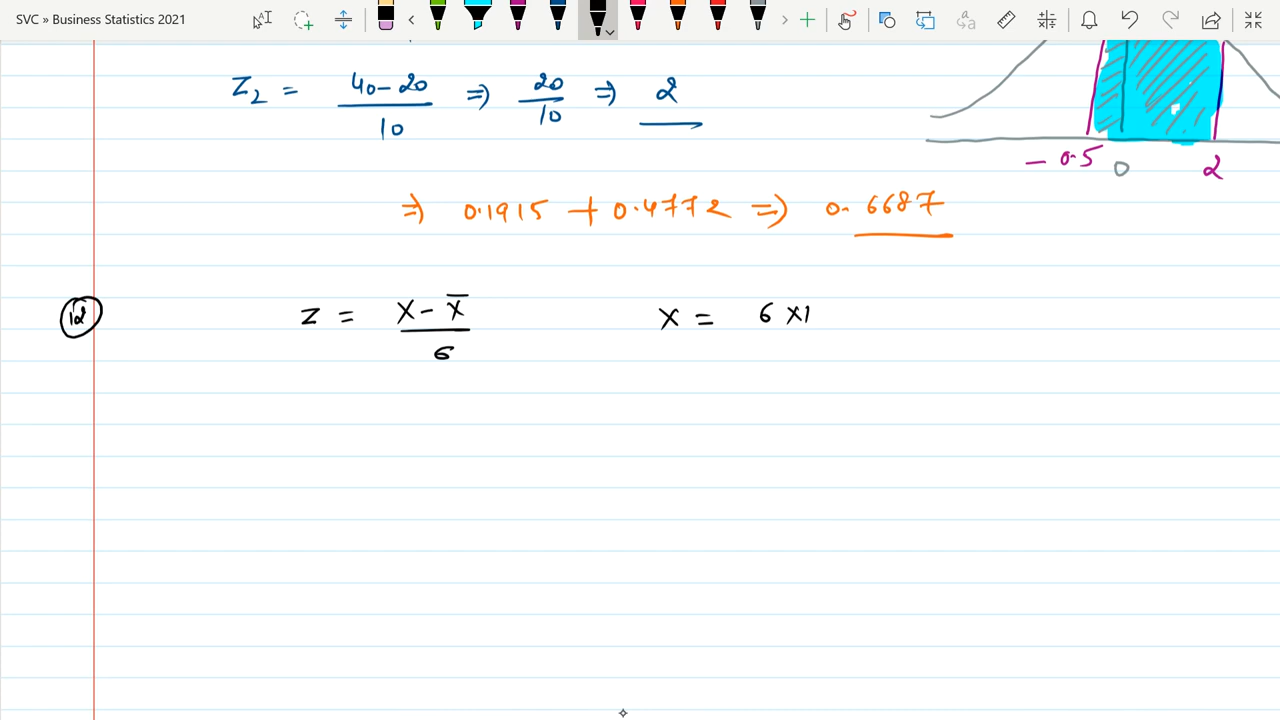 SVC » Business Statistics 2021
Z₂ = 40-20/10 ⇒ 20/10 ⇒ 2
-0.5 0 2
⇒ 0.1915 + 0.4772 ⇒ 0.6687
12 Z = X - x̄/6 X = 6 X1